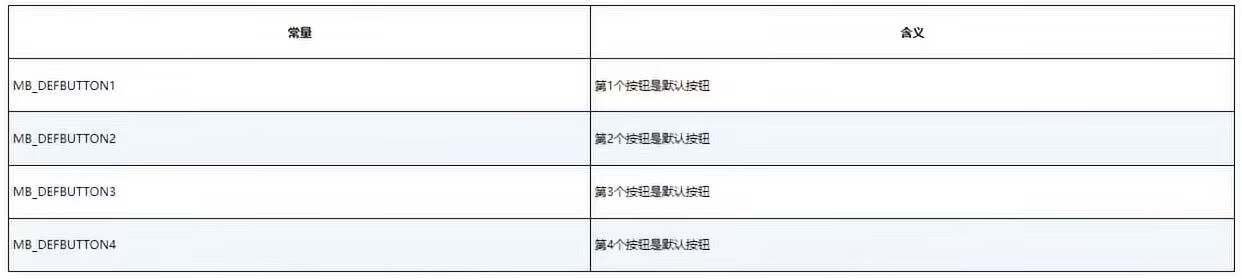 常量 含义
MB_DEFBUTTON1 第1个按钮是默认按钮
MB_DEFBUTTON2 第2个按钮是默认按钮
MB_DEFBUTTON3 第3个按钮是默认按钮
MB_DEFBUTTON4 第4个按钮是默认按钮